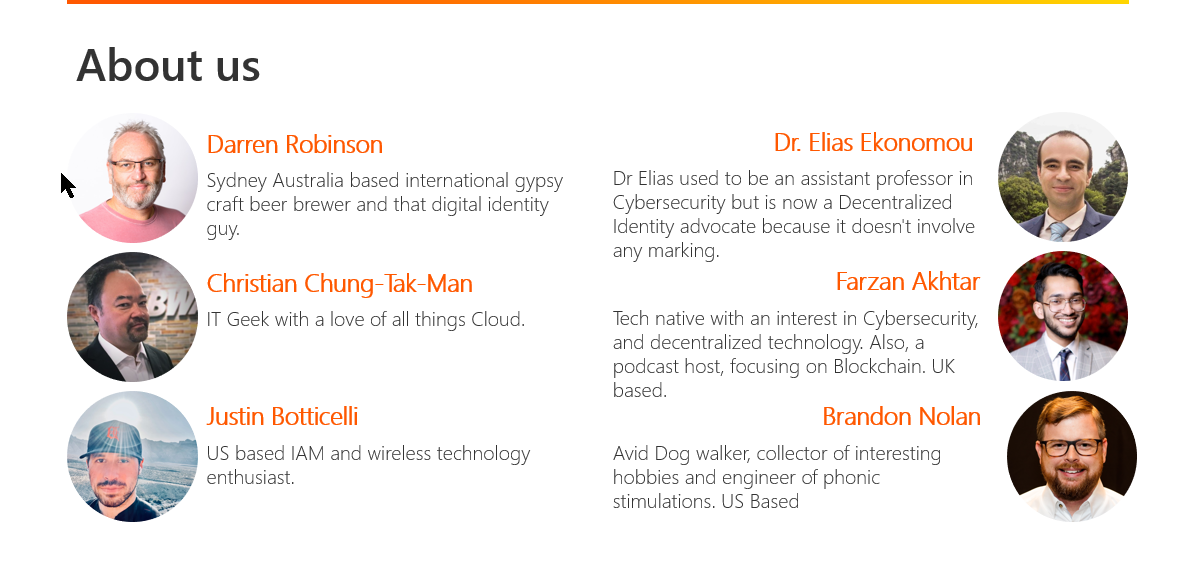 About us
Darren Robinson
Sydney Australia based international gypsy
craft beer brewer and that digital identity
guy.
Christian Chung-Tak-Man
IT Geek with a love of all things Cloud.
Justin Botticelli
US based IAM and wireless technology
enthusiast.
Dr. Elias Ekonomou
Dr Elias used to be an assistant professor in
Cybersecurity but is now a Decentralized
Identity advocate because it doesn't involve
any marking.
Farzan Akhtar
Tech native with an interest in Cybersecurity,
and decentralized technology. Also, a
podcast host, focusing on Blockchain. UK
based.
Brandon Nolan
Avid Dog walker, collector of interesting
hobbies and engineer of phonic
stimulations. US Based
BW